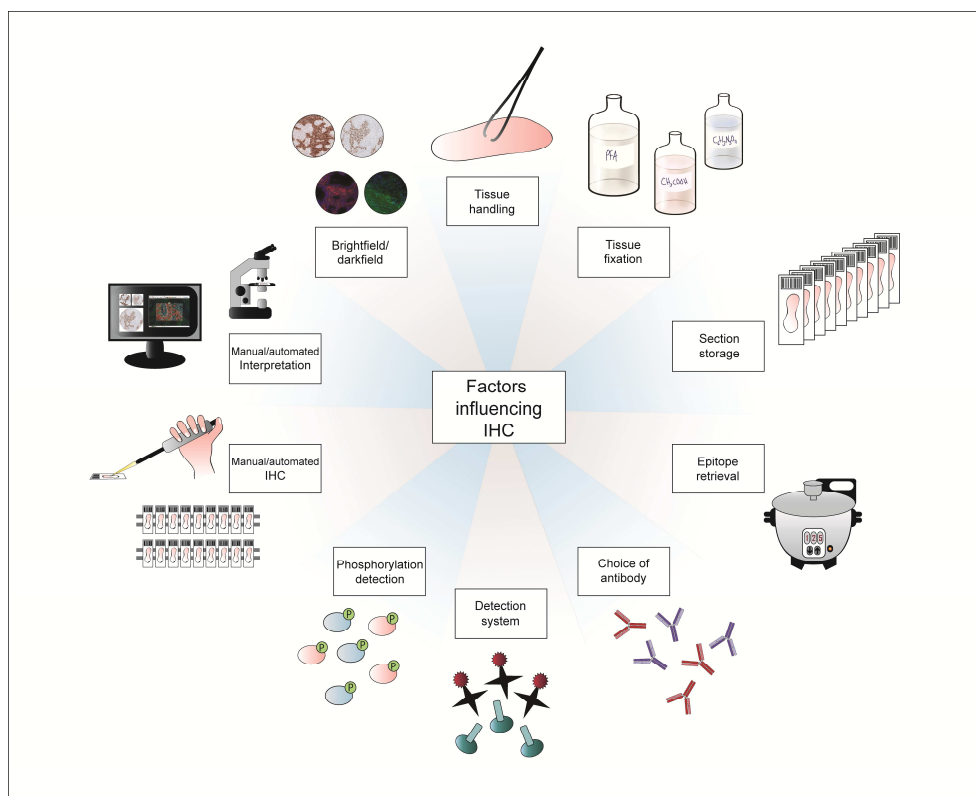 Tissue
handling
PFA
CH₃COOH
Brightfield/
darkfield
Tissue
fixation
Manual/automated
Interpretation
Section
storage
Factors
influencing
IHC
Manual/automated
IHC
Epitope
retrieval
125
Phosphorylation
detection
Choice of
antibody
Detection
system
P
P
P
P
P
P